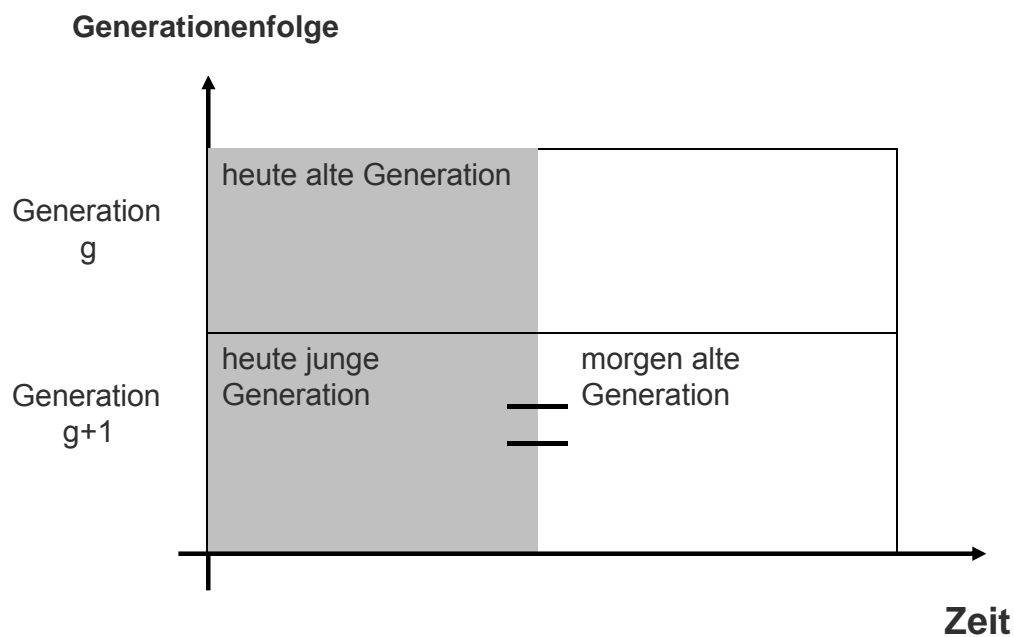 Generationenfolge
heute alte Generation
Generation
g
heute junge
Generation
morgen alte
Generation
Generation
g+1
Zeit